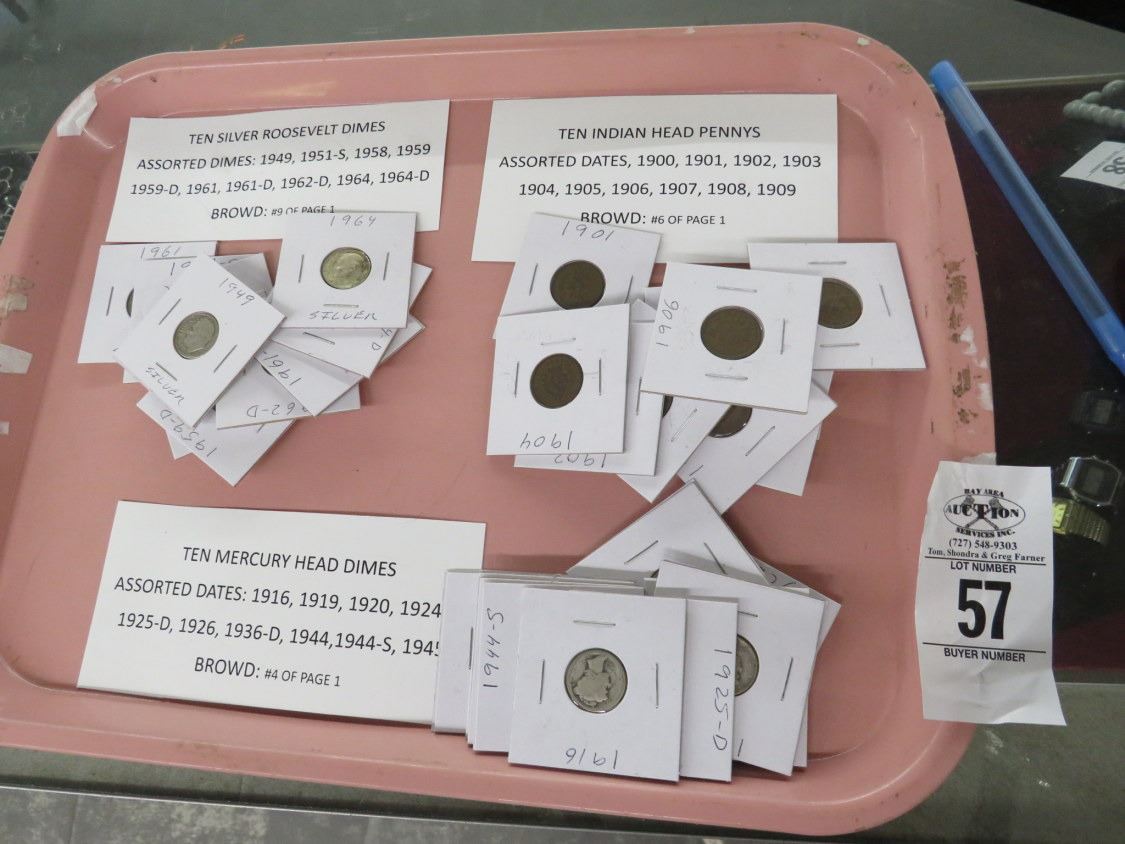 TEN SILVER ROOSEVELT DIMES
ASSORTED DIMES: 1949, 1951-S, 1958, 1959
1959-D, 1961, 1961-D, 1962-D, 1964, 1964-D
BROWD: #9 OF PAGE 1
TEN INDIAN HEAD PENNYS
ASSORTED DATES, 1900, 1901, 1902, 1903
1904, 1905, 1906, 1907, 1908, 1909
BROWD: #6 OF PAGE 1
1961
1949
SILVER
1964
SILVER
1961
62-D
1959-D
1901
1904
1902
1906
TEN MERCURY HEAD DIMES
ASSORTED DATES: 1916, 1919, 1920, 1924
1925-D, 1926, 1936-D, 1944,1944-S, 1945
BROWD: #4 OF PAGE 1
1944-S
1916
1925-D
BAY AREA
AUCTION
SERVICES INC.
(727) 548-9303
Tom, Shondra & Greg Farner
LOT NUMBER
57
BUYER NUMBER
38